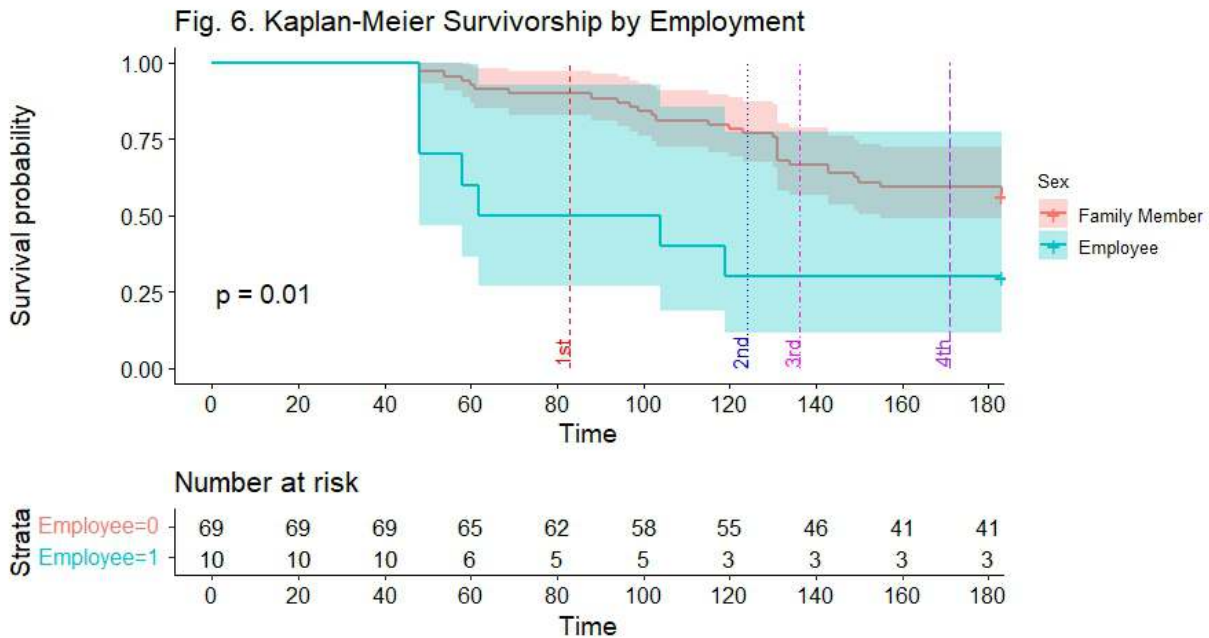 Fig. 6. Kaplan-Meier Survivorship by Employment
Survival probability
1.00
0.75
0.50
0.25
0.00
p = 0.01
1st
2nd
3rd
4th
0 20 40 60 80 100 120 140 160 180
Time
Sex
Family Member
Employee
Number at risk
Strata
Employee=0 69 69 69 65 62 58 55 46 41 41
Employee=1 10 10 10 6 5 5 3 3 3 3
0 20 40 60 80 100 120 140 160 180
Time